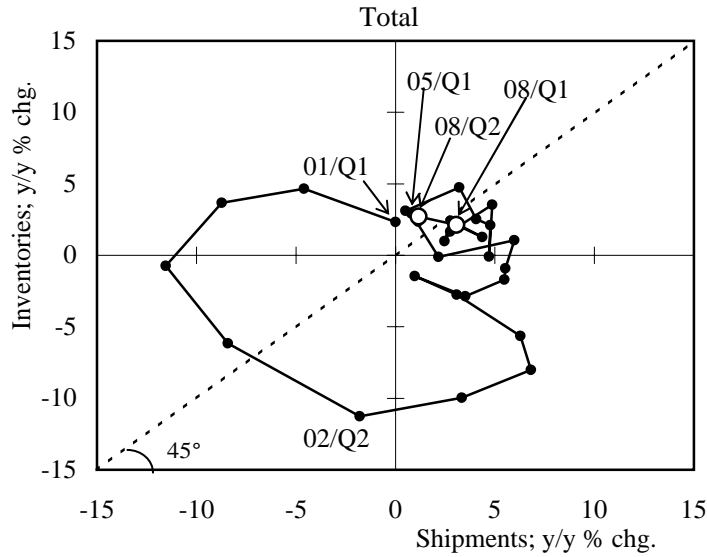 Total
15
05/Q1
08/Q1
10
08/Q2
01/Q1
5
0
-5
-10
02/Q2
45°
-15
Inventories; y/y % chg.
-15
-10
-5
0
5
10
15
Shipments; y/y % chg.